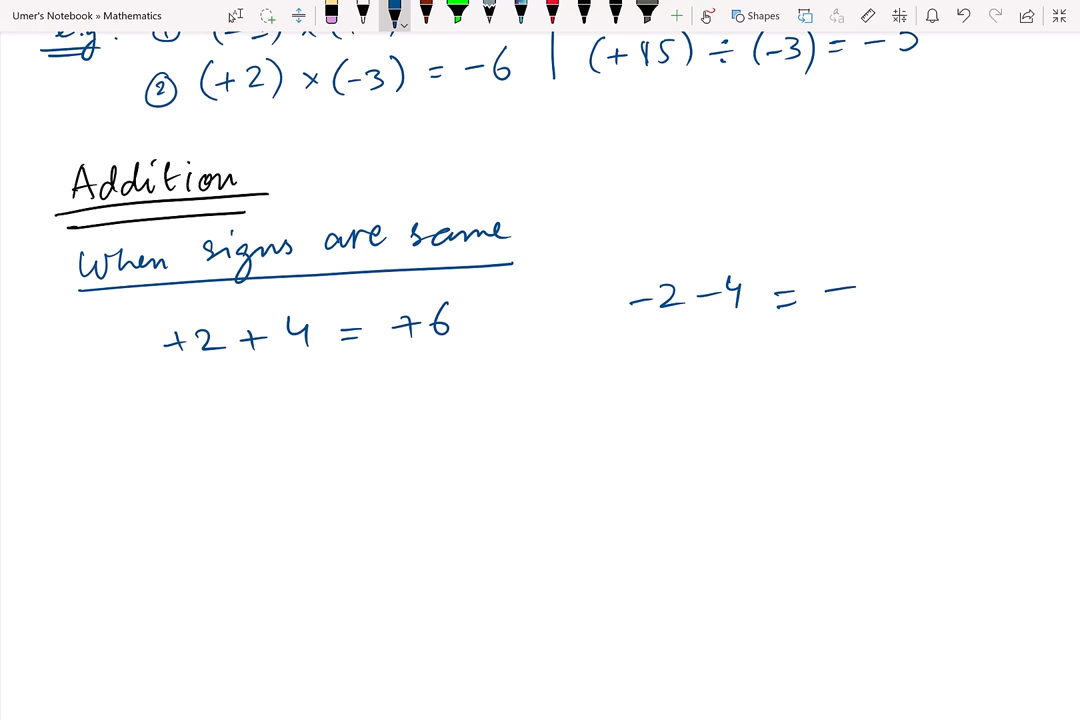 Umer's Notebook » Mathematics
Shapes
② (+2) × (-3) = -6 | (+15) ÷ (-3) = -5
Addition
When signs are same
+2 + 4 = +6
-2 - 4 = -